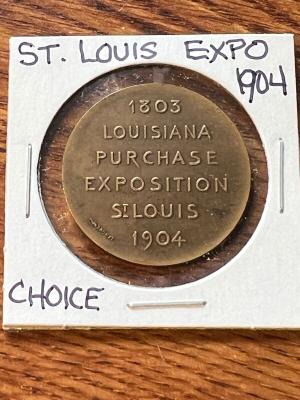 ST. LOUIS EXPO
1904
1803
LOUISIANA
PURCHASE
EXPOSITION
ST LOUIS
1904
CHOICE